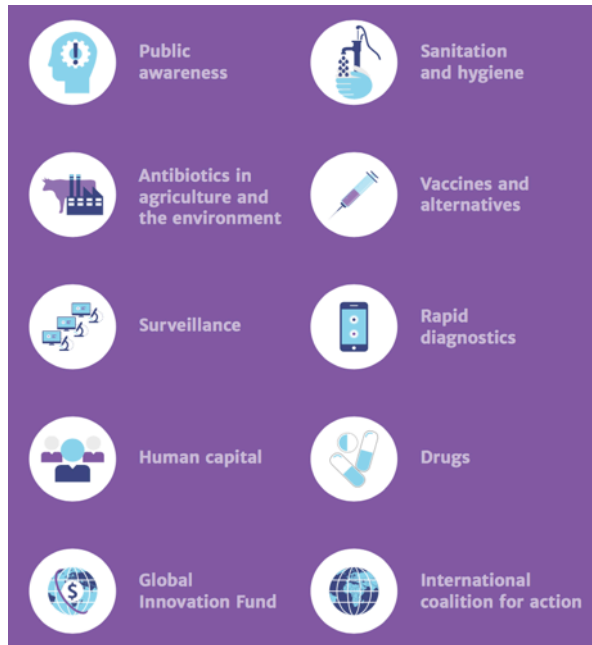 Public
awareness
Sanitation
and hygiene
Antibiotics in
agriculture and
the environment
Vaccines and
alternatives
Surveillance
Rapid
diagnostics
Human capital
Drugs
Global
Innovation Fund
$
International
coalition for action